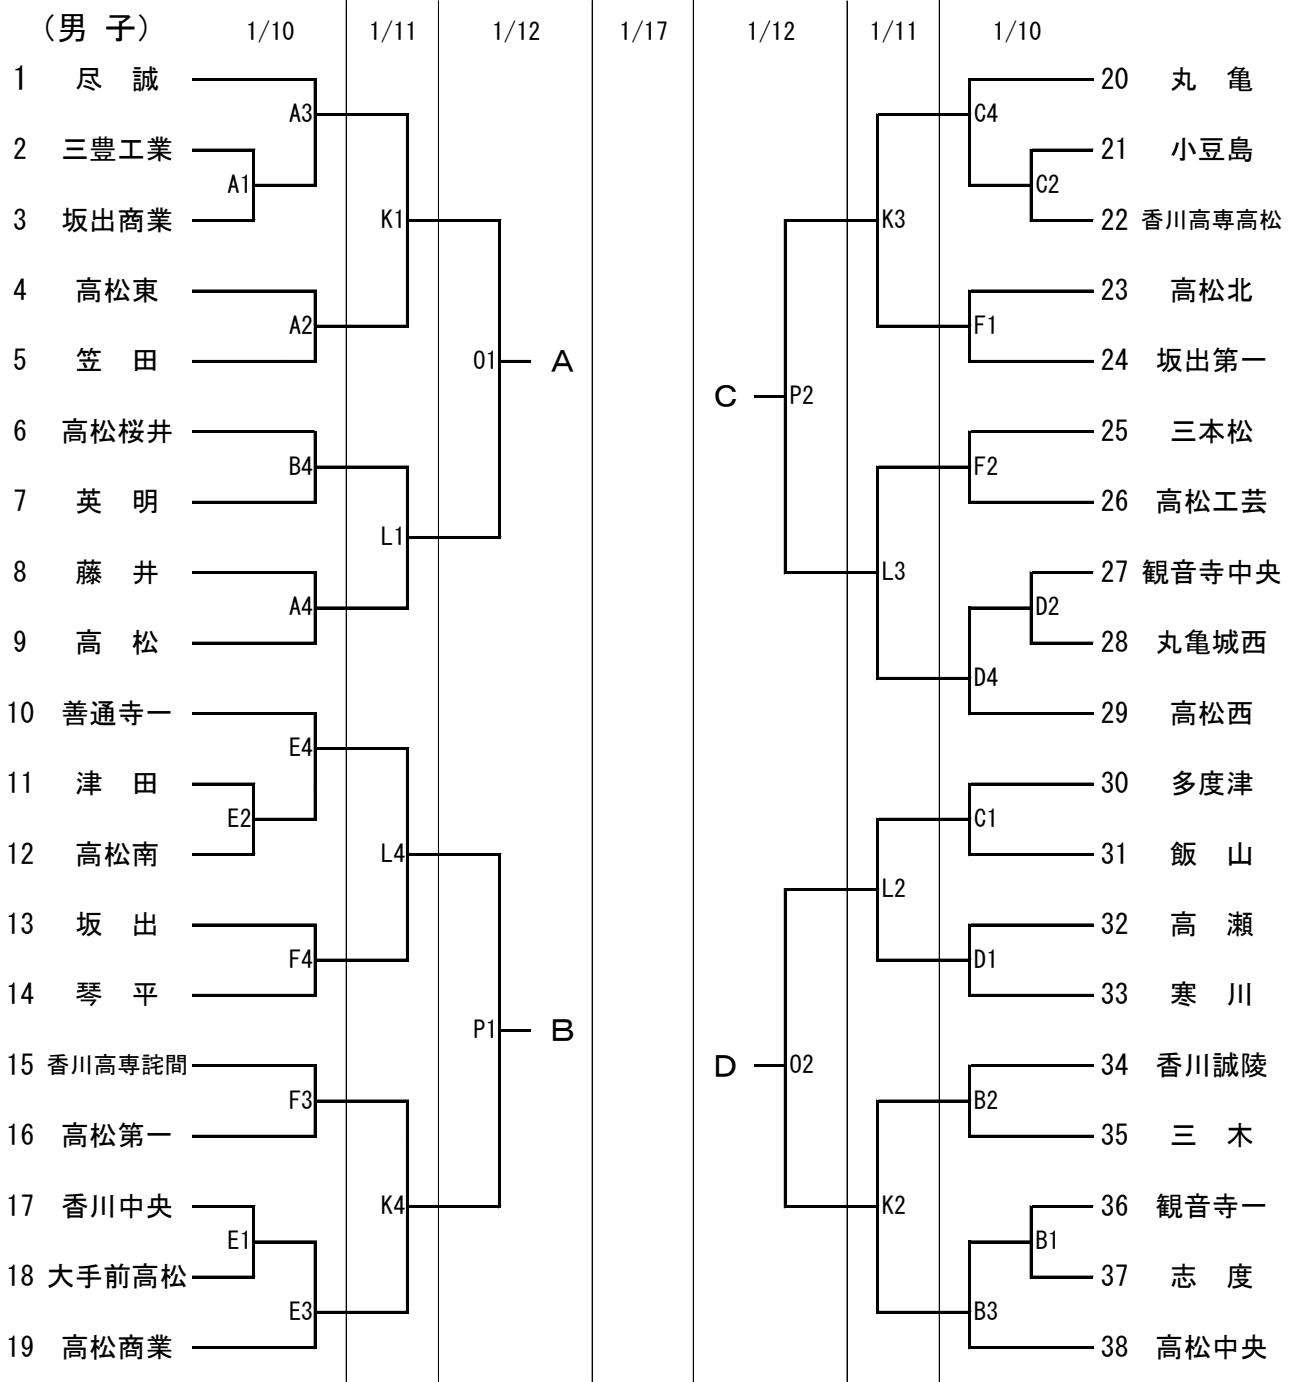 （男 子） 1/10 1/11 1/12 1/17 1/12 1/11 1/10
1 尽 誠 20 丸 亀
A3 C4
2 三豊工業 21 小豆島
A1 C2
3 坂出商業 K1 K3 22 香川高専高松
4 高松東 23 高松北
A2 F1
5 笠 田 O1 A 24 坂出第一
C P2
6 高松桜井 25 三本松
B4 F2
7 英 明 26 高松工芸
L1
8 藤 井 L3 27 観音寺中央
A4 D2
9 高 松 28 丸亀城西
D4
10 善通寺一 29 高松西
E4
11 津 田 30 多度津
E2 C1
12 高松南 L4 31 飯 山
L2
13 坂 出 32 高 瀬
F4 D1
14 琴 平 33 寒 川
P1 B
15 香川高専詫間 D O2 34 香川誠陵
F3 B2
16 高松第一 35 三 木
17 香川中央 K4 K2 36 観音寺一
E1 B1
18 大手前高松 37 志 度
E3 B3
19 高松商業 38 高松中央